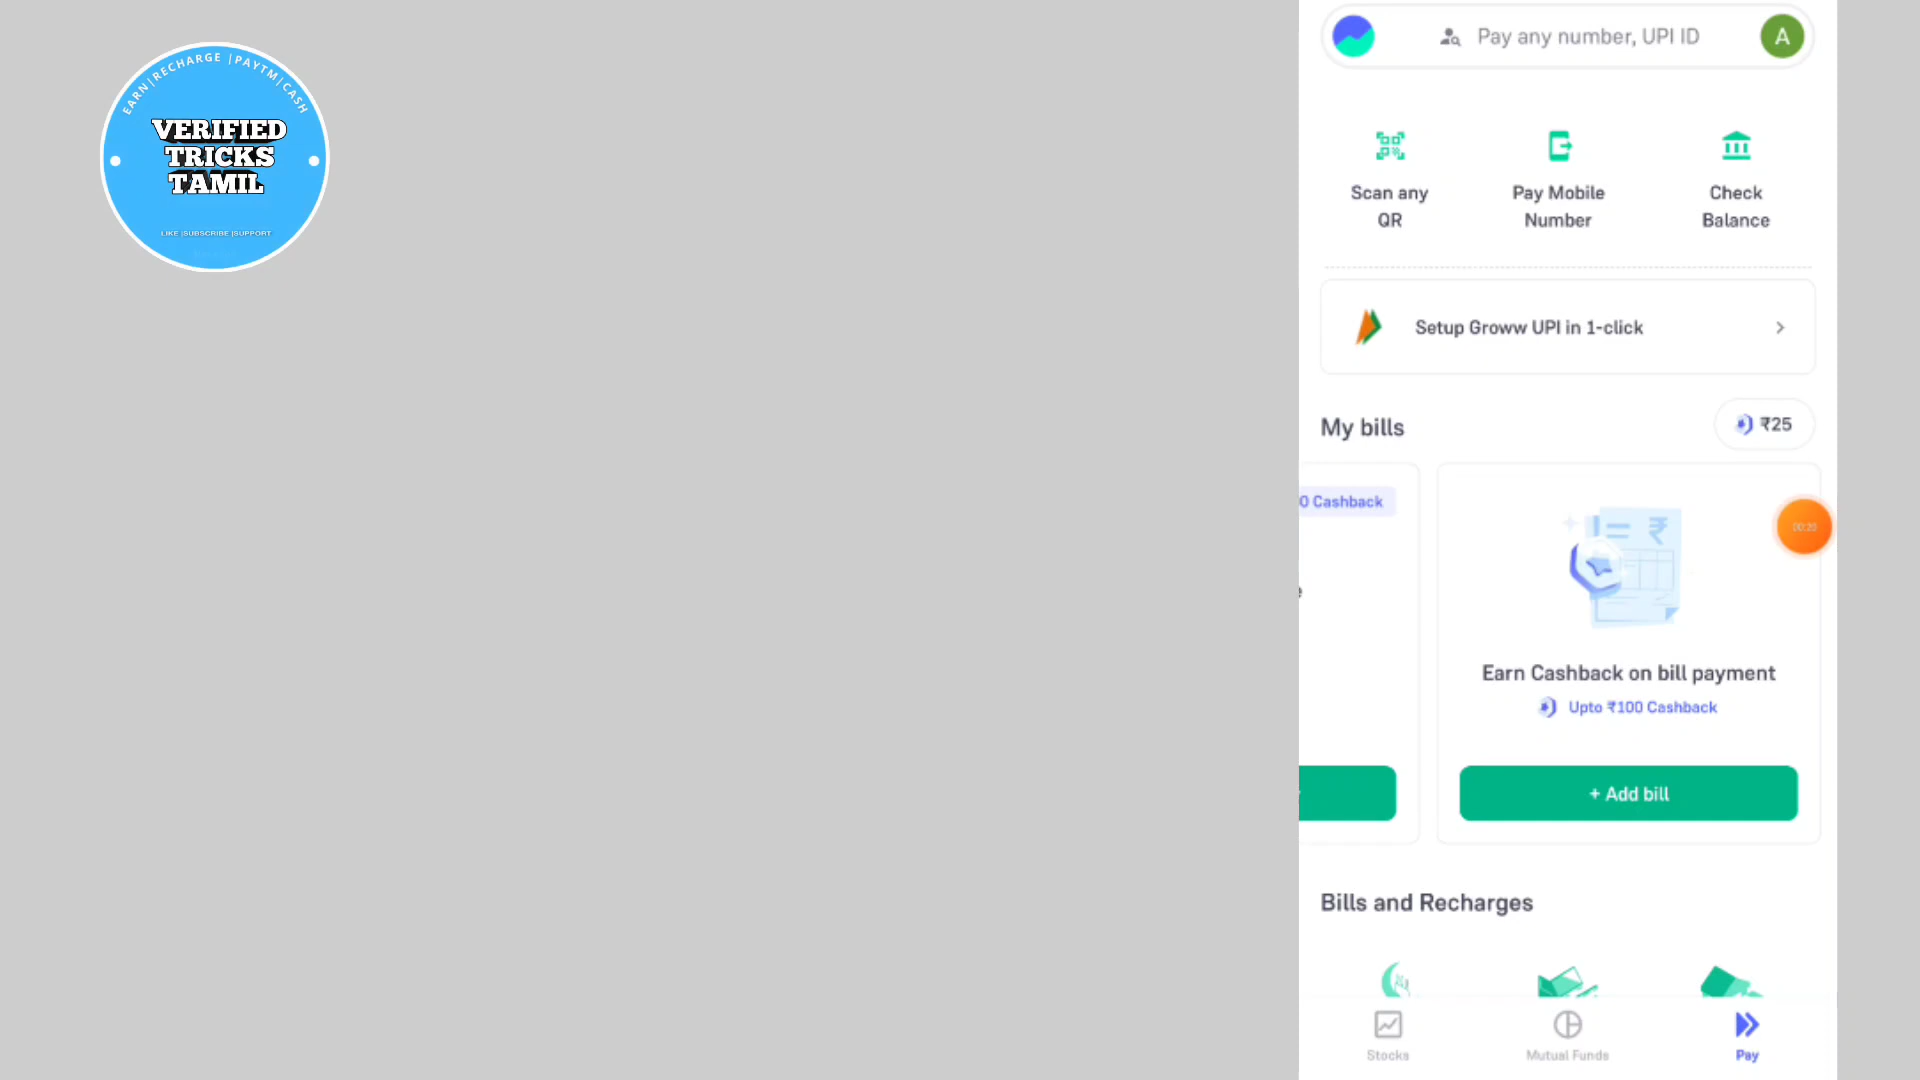 EARN|RECHARGE |PAYTM|CASH
VERIFIED
TRICKS
TAMIL
LIKE |SUBSCRIBE |SUPPORT
Pay any number, UPI ID
A
Scan any
QR
Pay Mobile
Number
Check
Balance
Setup Groww UPI in 1-click
My bills
₹25
0 Cashback
00:20
Earn Cashback on bill payment
Upto ₹100 Cashback
+ Add bill
Bills and Recharges
Stocks
Mutual Funds
Pay